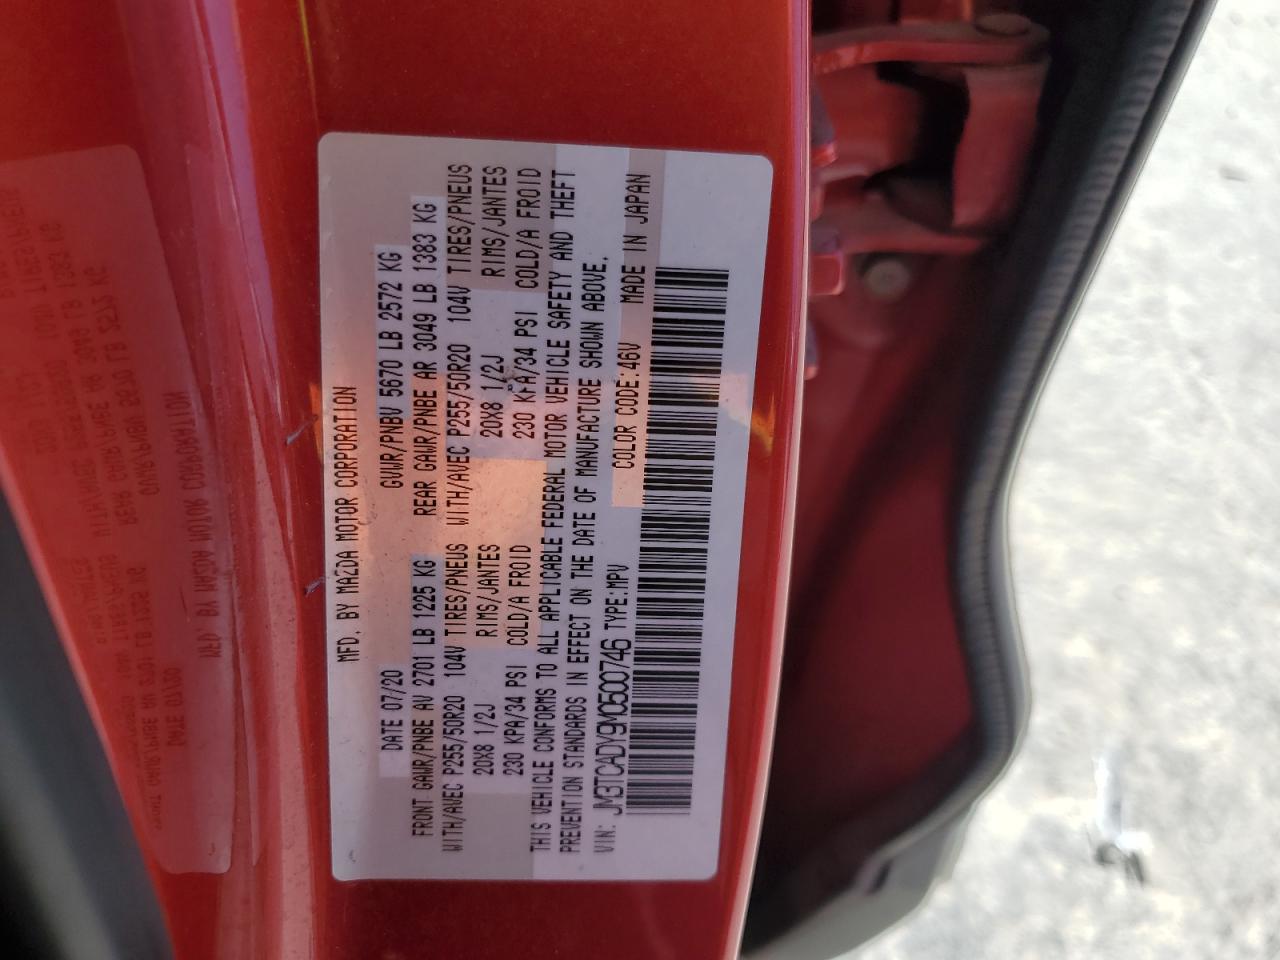 MFD. BY MAZDA MOTOR CORPORATION
DATE 07/20 GVWR/PNBV 5670 LB 2572 KG
FRONT GAWR/PNBE AV 2701 LB 1225 KG REAR GAWR/PNBE AR 3049 LB 1383 KG
WITH/AVEC P255/50R20 104V TIRES/PNEUS WITH/AVEC P255/50R20 104V TIRES/PNEUS
20X8 1/2J RIMS/JANTES 20X8 1/2J RIMS/JANTES
230 KPA/34 PSI COLD/A FROID 230 KPA/34 PSI COLD/A FROID
THIS VEHICLE CONFORMS TO ALL APPLICABLE FEDERAL MOTOR VEHICLE SAFETY AND THEFT
PREVENTION STANDARDS IN EFFECT ON THE DATE OF MANUFACTURE SHOWN ABOVE.
VIN: JM3TCADY9M0500746 TYPE:MPV COLOR CODE:46V MADE IN JAPAN